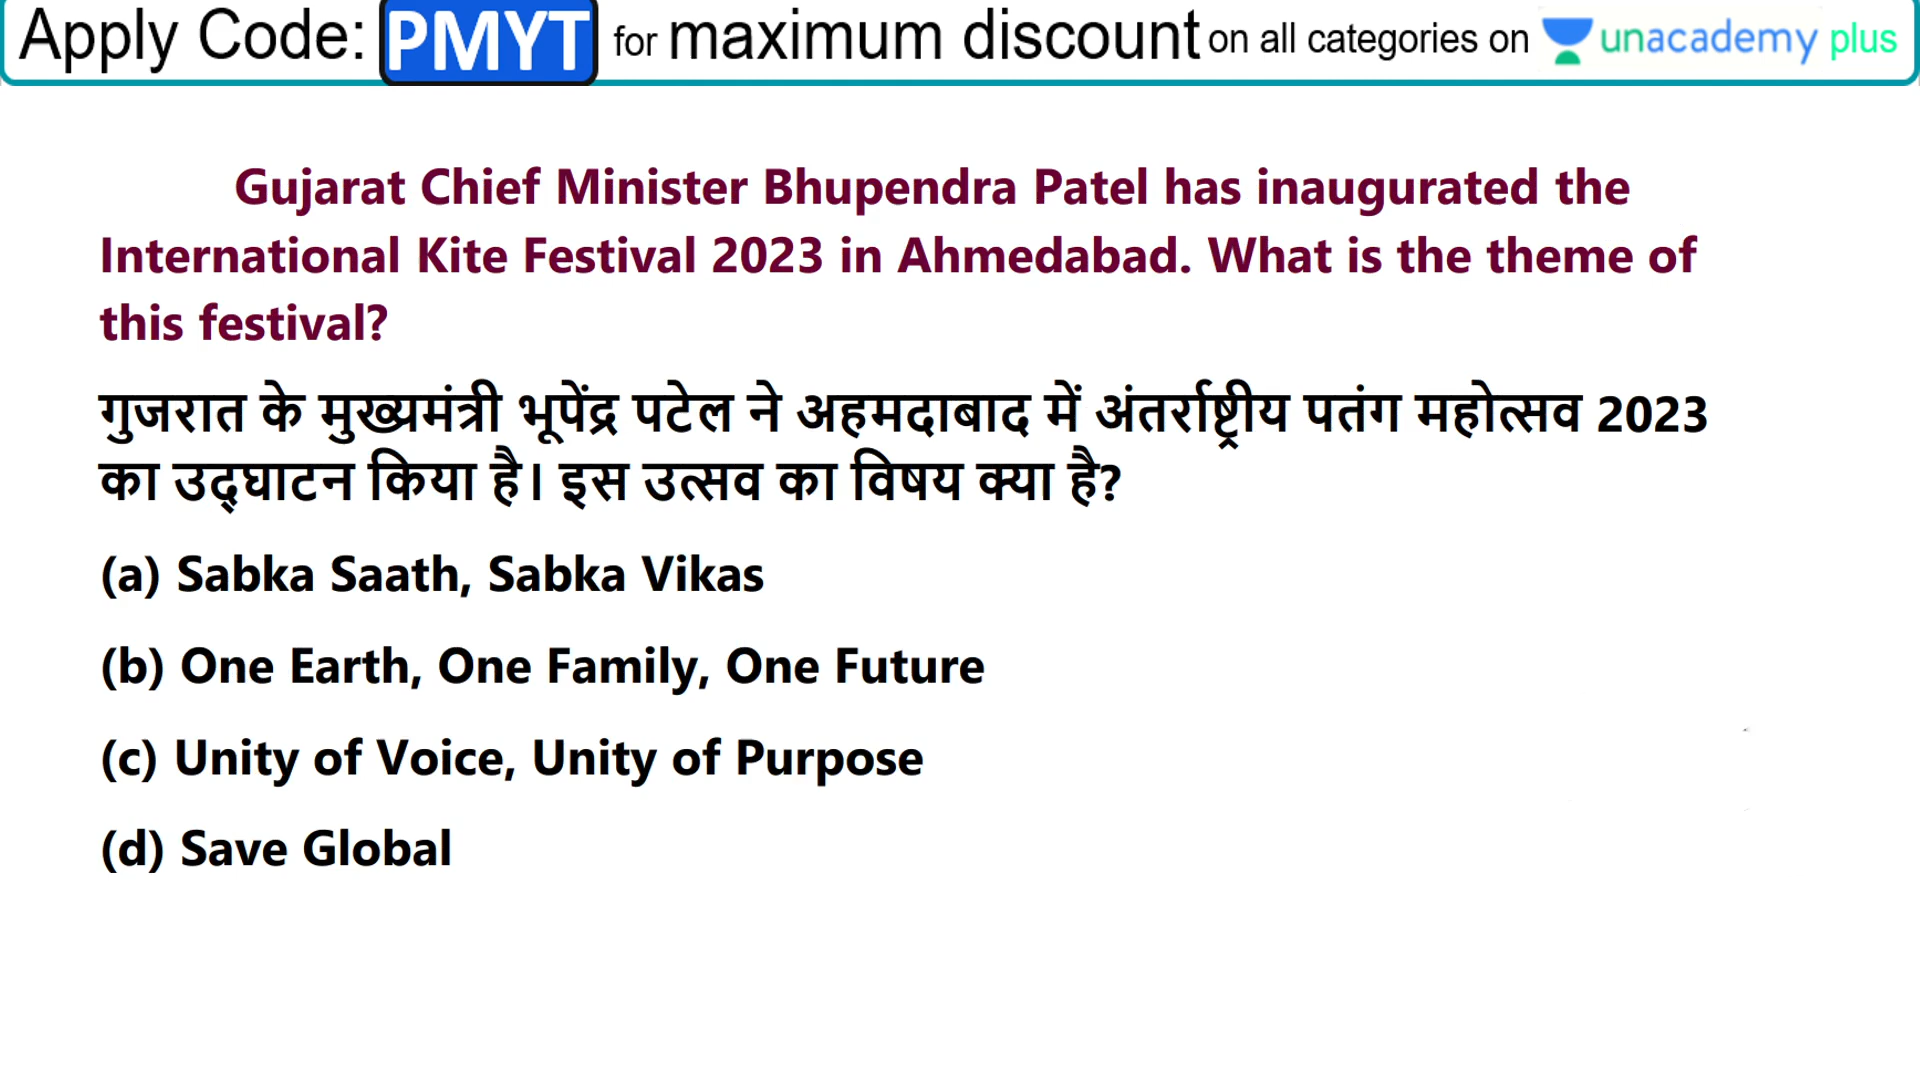 Apply Code: PMYT for maximum discount on all categories on unacademy plus
Gujarat Chief Minister Bhupendra Patel has inaugurated the
International Kite Festival 2023 in Ahmedabad. What is the theme of
this festival?
गुजरात के मुख्यमंत्री भूपेंद्र पटेल ने अहमदाबाद में अंतर्राष्ट्रीय पतंग महोत्सव 2023
का उद्घाटन किया है। इस उत्सव का विषय क्या है?
(a) Sabka Saath, Sabka Vikas
(b) One Earth, One Family, One Future
(c) Unity of Voice, Unity of Purpose
(d) Save Global